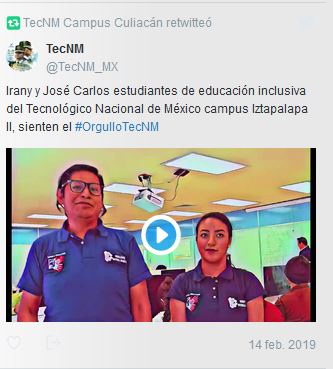 TecNM Campus Culiacán retwitteó
TecNM
@TecNM_MX
Irany y José Carlos estudiantes de educación inclusiva
del Tecnológico Nacional de México campus Iztapalapa
II, sienten el #OrgulloTecNM
14 feb. 2019